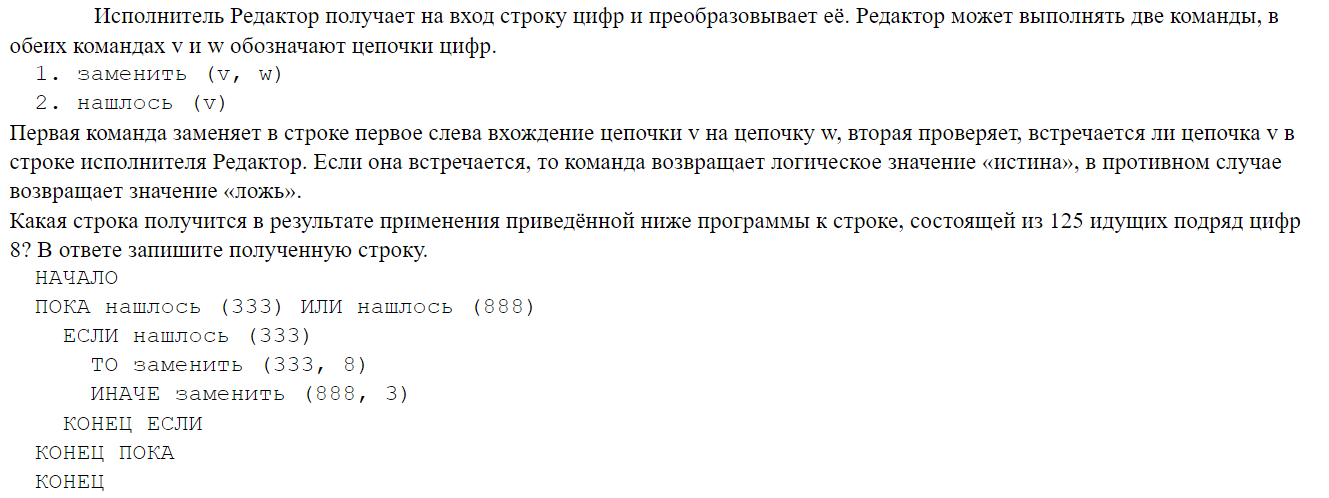 Исполнитель Редактор получает на вход строку цифр и преобразовывает её. Редактор может выполнять две команды, в
обеих командах v и w обозначают цепочки цифр.
1. заменить (v, w)
2. нашлось (v)
Первая команда заменяет в строке первое слева вхождение цепочки v на цепочку w, вторая проверяет, встречается ли цепочка v в
строке исполнителя Редактор. Если она встречается, то команда возвращает логическое значение «истина», в противном случае
возвращает значение «ложь».
Какая строка получится в результате применения приведённой ниже программы к строке, состоящей из 125 идущих подряд цифр
8? В ответе запишите полученную строку.
НАЧАЛО
ПОКА нашлось (333) ИЛИ нашлось (888)
ЕСЛИ нашлось (333)
ТО заменить (333, 8)
ИНАЧЕ заменить (888, 3)
КОНЕЦ ЕСЛИ
КОНЕЦ ПОКА
КОНЕЦ